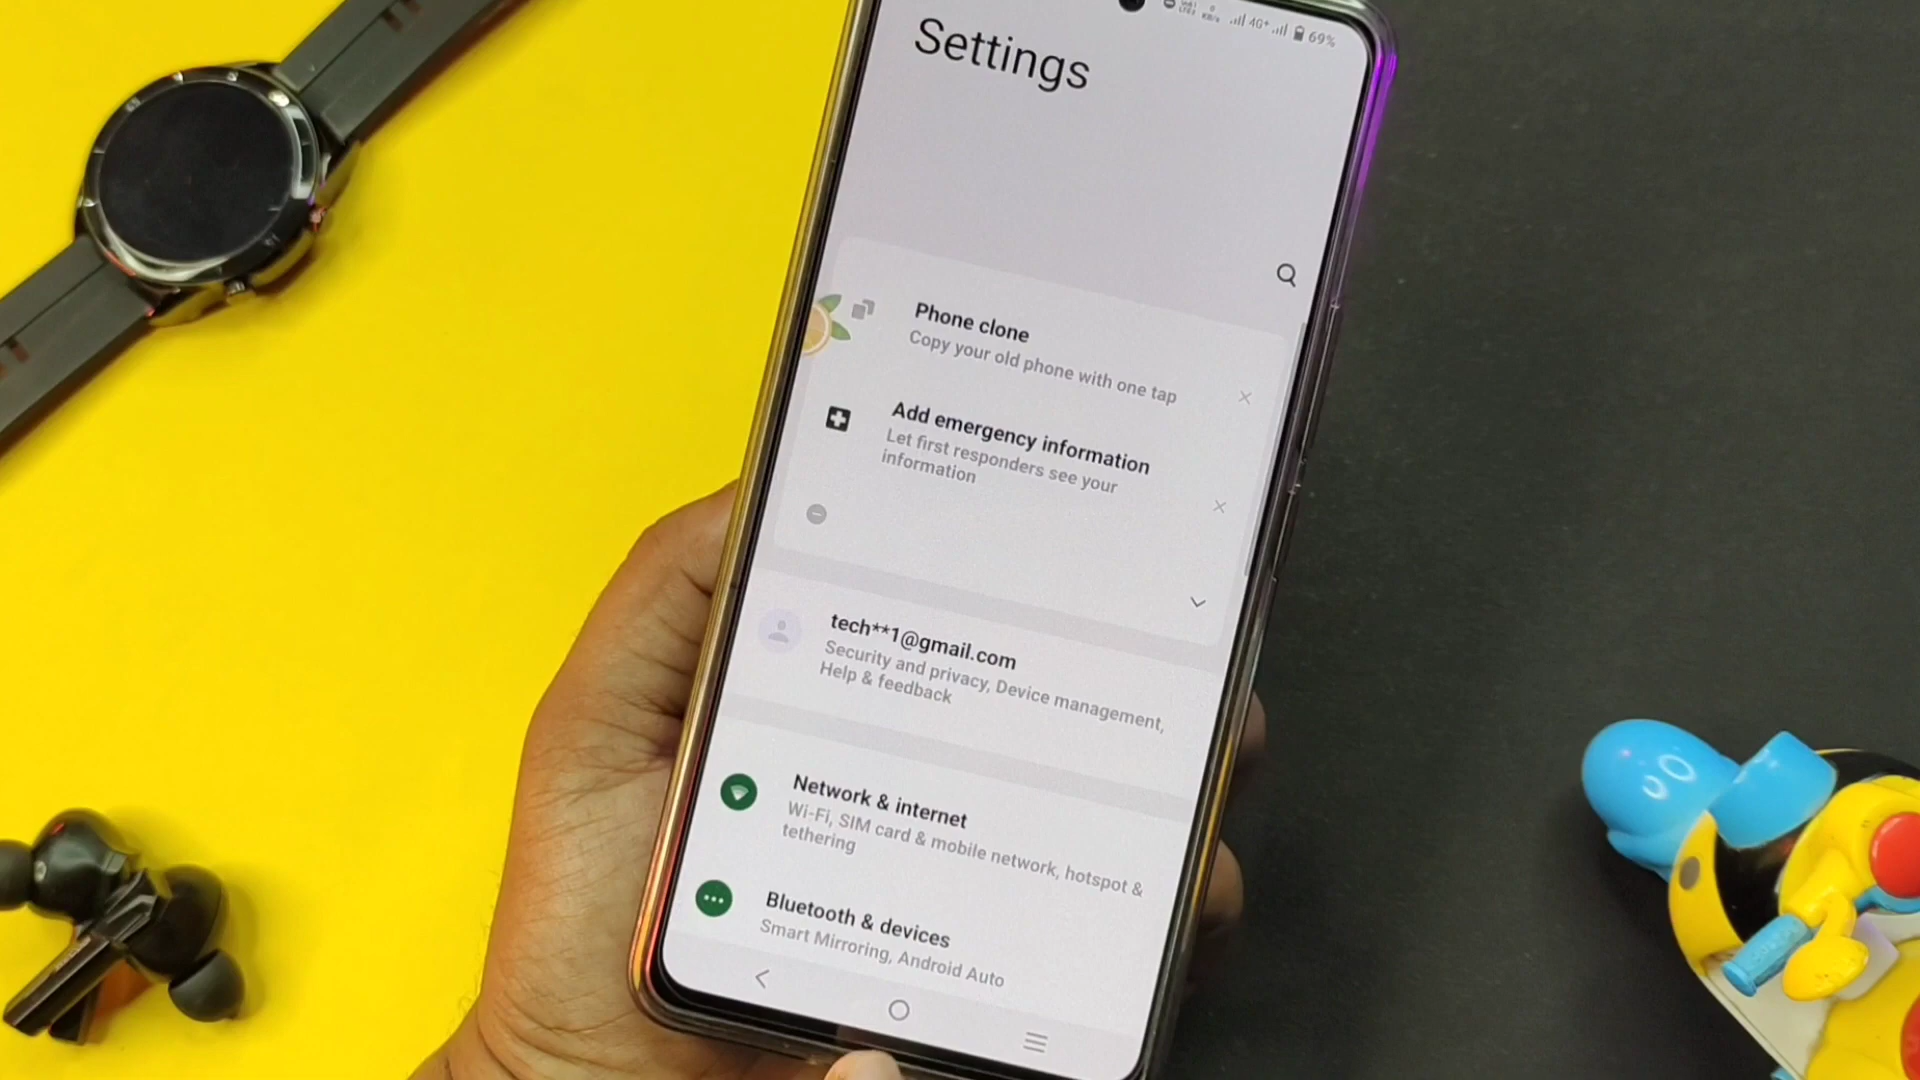 4G+ 69%
Settings
Phone clone
Copy your old phone with one tap
Add emergency information
Let first responders see your
information
tech**1@gmail.com
Security and privacy, Device management,
Help & feedback
Network & internet
Wi-Fi, SIM card & mobile network, hotspot &
tethering
Bluetooth & devices
Smart Mirroring, Android Auto